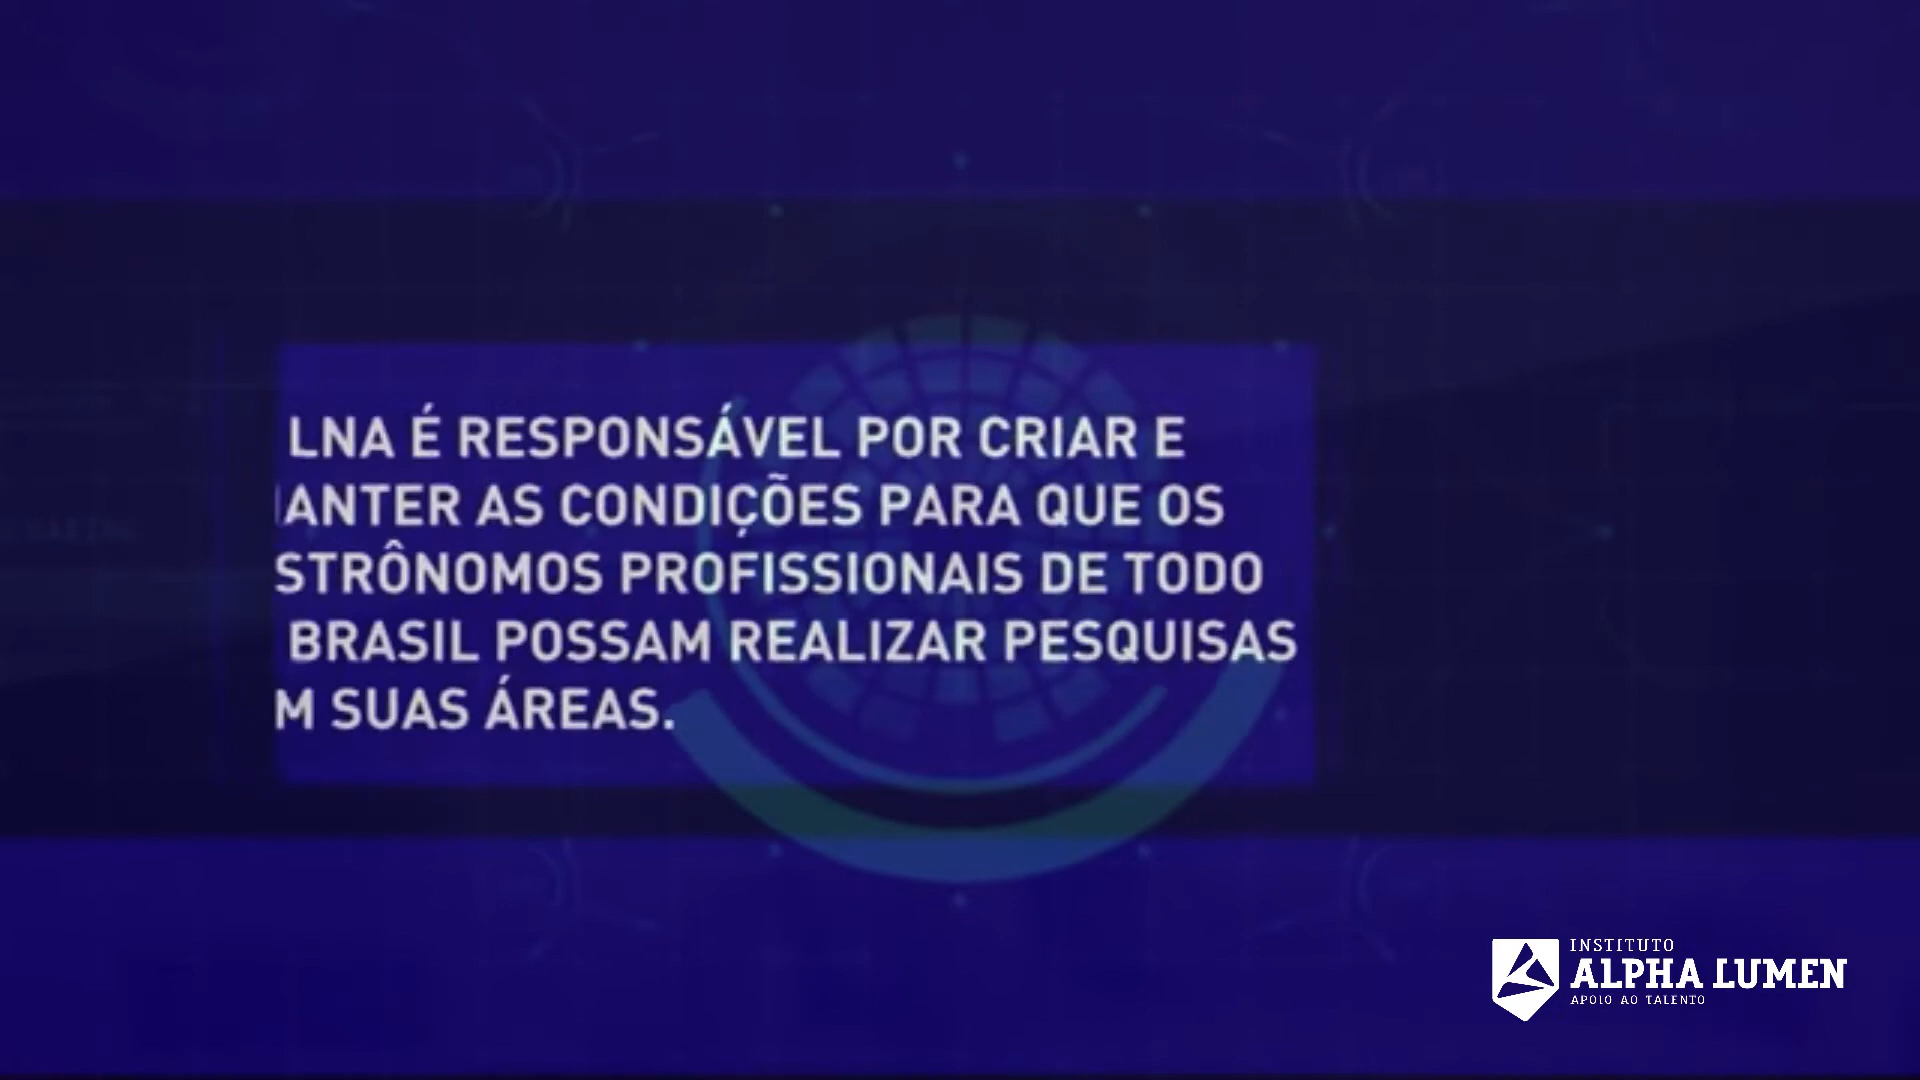 LNA É RESPONSÁVEL POR CRIAR E
ANTER AS CONDIÇÕES PARA QUE OS
STRÔNOMOS PROFISSIONAIS DE TODO
BRASIL POSSAM REALIZAR PESQUISAS
M SUAS ÁREAS.
INSTITUTO
ALPHA LUMEN
APOIO AO TALENTO